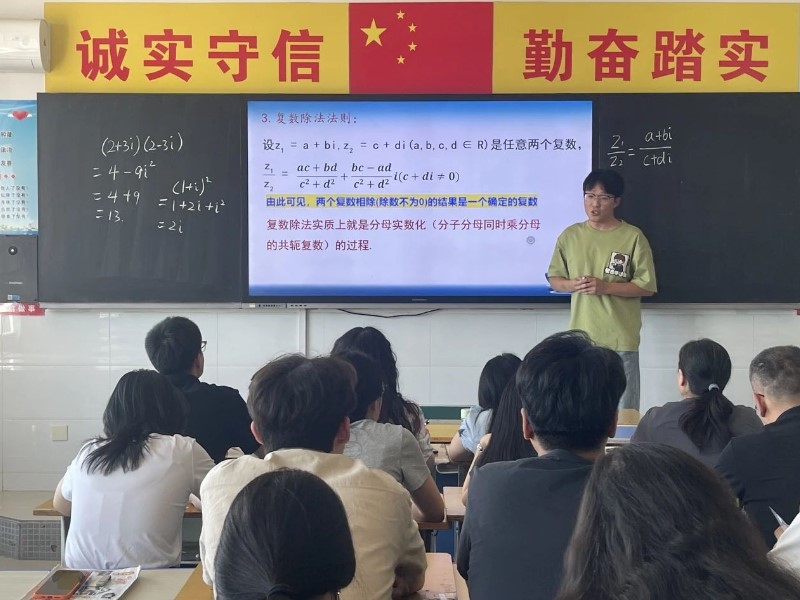 诚实守信
勤奋踏实
(2+3i)(2-3i)
= 4 - 9i²
= 4+9
= 13.
(1+i)²
= 1+2i+i²
= 2i
3. 复数除法法则：
设z₁ = a + bi, z₂ = c + di (a,b,c,d ∈ R)是任意两个复数，
z₁/z₂ = (ac + bd)/(c² + d²) + (bc − ad)/(c² + d²) i(c + di ≠ 0)
由此可见，两个复数相除(除数不为0)的结果是一个确定的复数
复数除法实质上就是分母实数化（分子分母同时乘分母
的共轭复数）的过程.
z₁/z₂ = (a+bi)/(c+di)